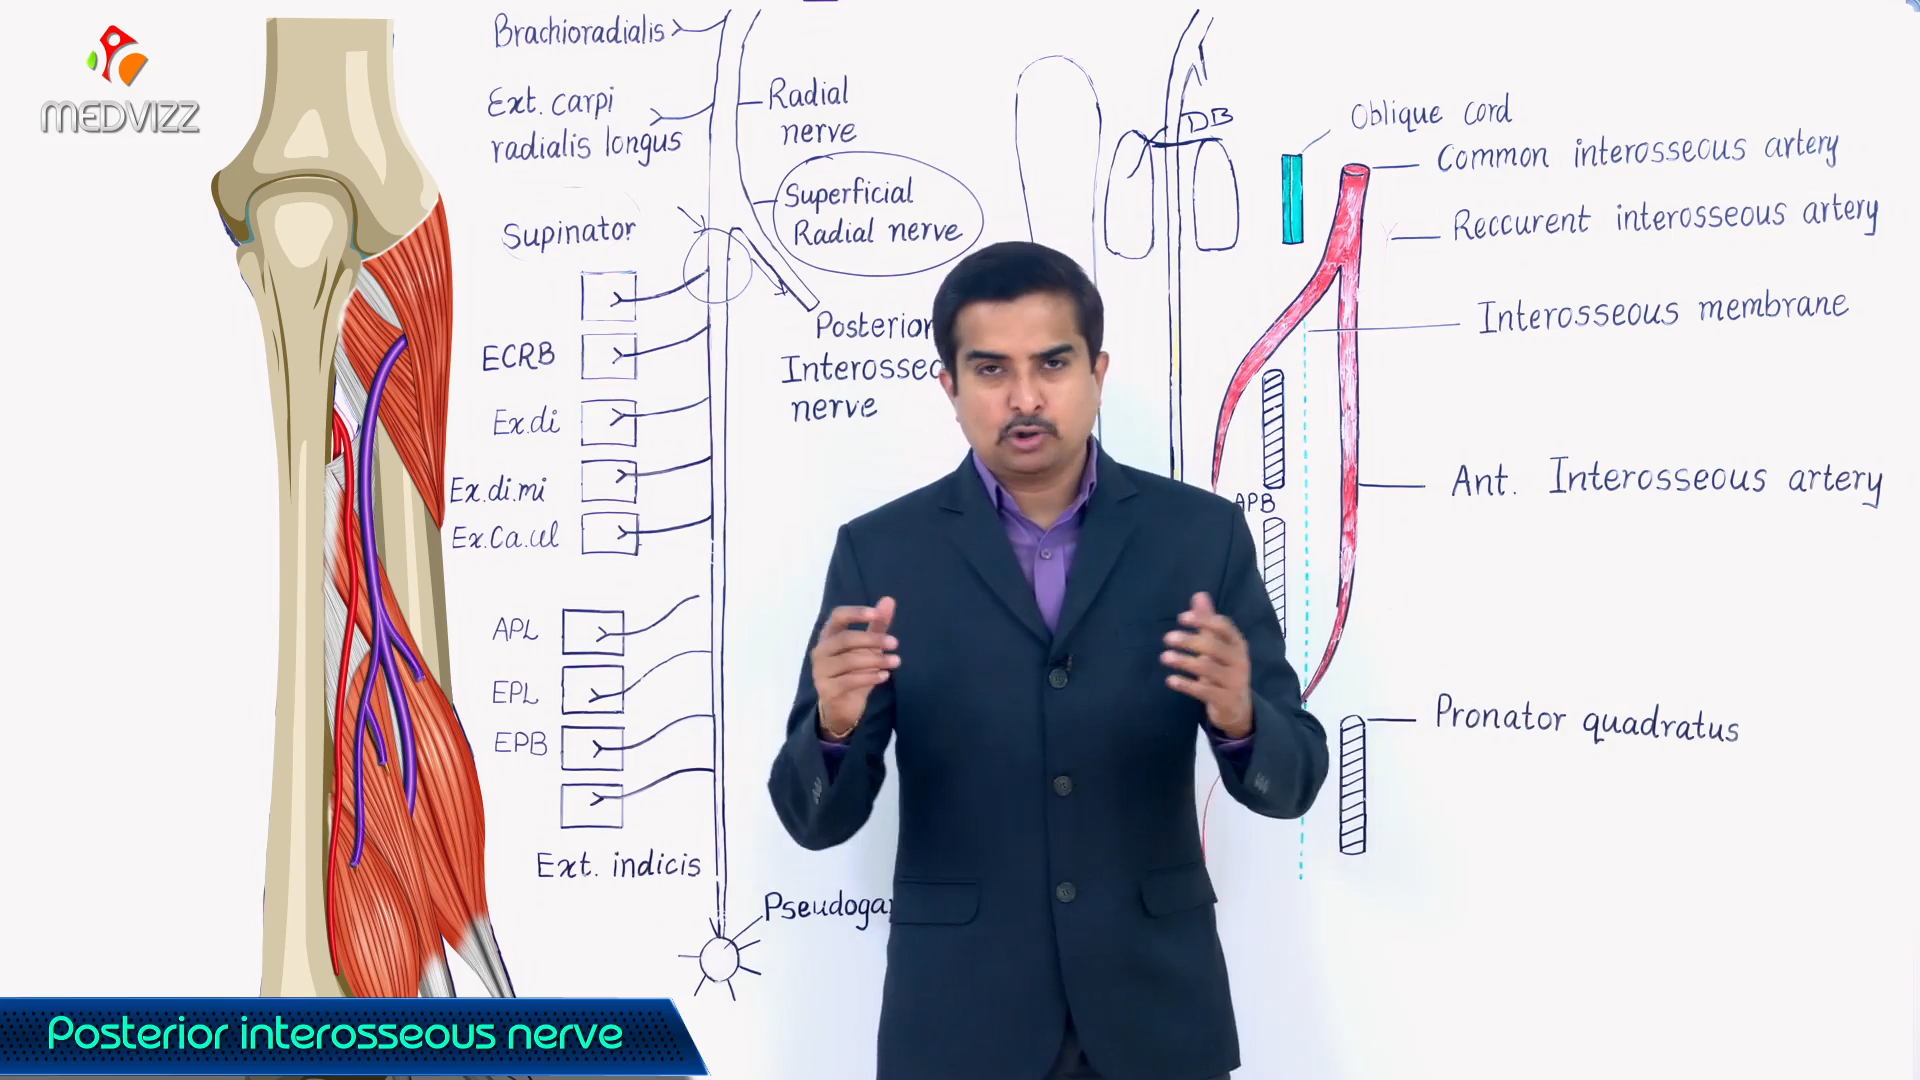 MEDVIZZ
Brachioradialis
Ext. carpi
radialis longus
Radial
nerve
Superficial
Radial nerve
Supinator
ECRB
Ex.di
Ex.di.mi
Ex.Ca.ul
Posterior
nerve
APL
EPL
EPB
Ext. indicis
DB
Oblique cord
Common interosseous artery
Reccurent interosseous artery
Interosseous membrane
APB
Ant. Interosseous artery
Pronator quadratus
Posterior interosseous nerve